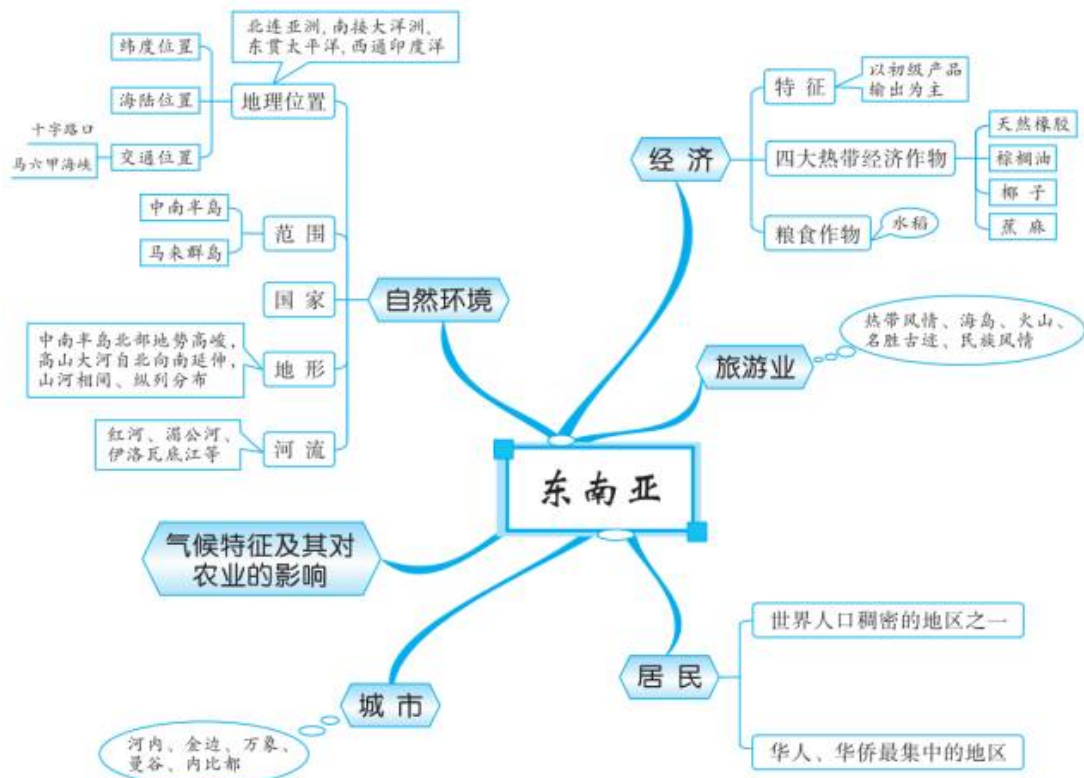 东南亚
自然环境
地理位置
北连亚洲,南接大洋洲,
东贯太平洋,西通印度洋
纬度位置
海陆位置
交通位置
十字路口
马六甲海峡
范围
中南半岛
马来群岛
国家
地形
中南半岛北部地势高峻,
高山大河自北向南延伸,
山河相间、纵列分布
河流
红河、湄公河、
伊洛瓦底江等
经济
特征
以初级产品
输出为主
四大热带经济作物
天然橡胶
棕榈油
椰子
蕉麻
粮食作物
水稻
旅游业
热带风情、海岛、火山、
名胜古迹、民族风情
气候特征及其对
农业的影响
城市
河内、金边、万象、
曼谷、内比都
居民
世界人口稠密的地区之一
华人、华侨最集中的地区